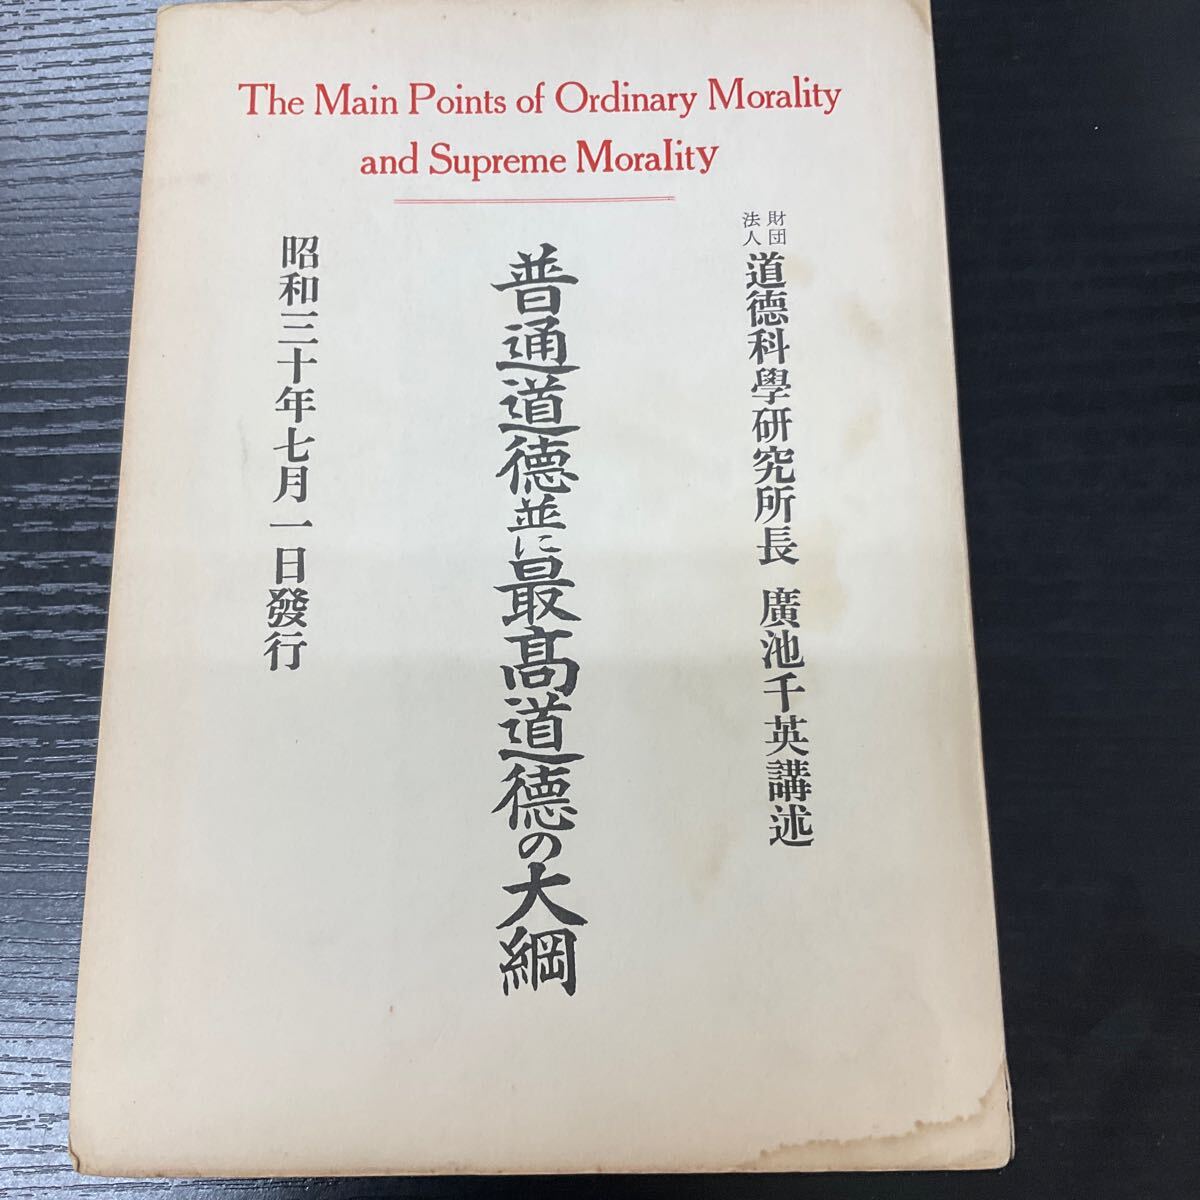 The Main Points of Ordinary Morality
and Supreme Morality
財団
法人
道德科學研究所長 廣池千英講述
普通道德並に最高道德の大綱
昭和三十年七月一日發行